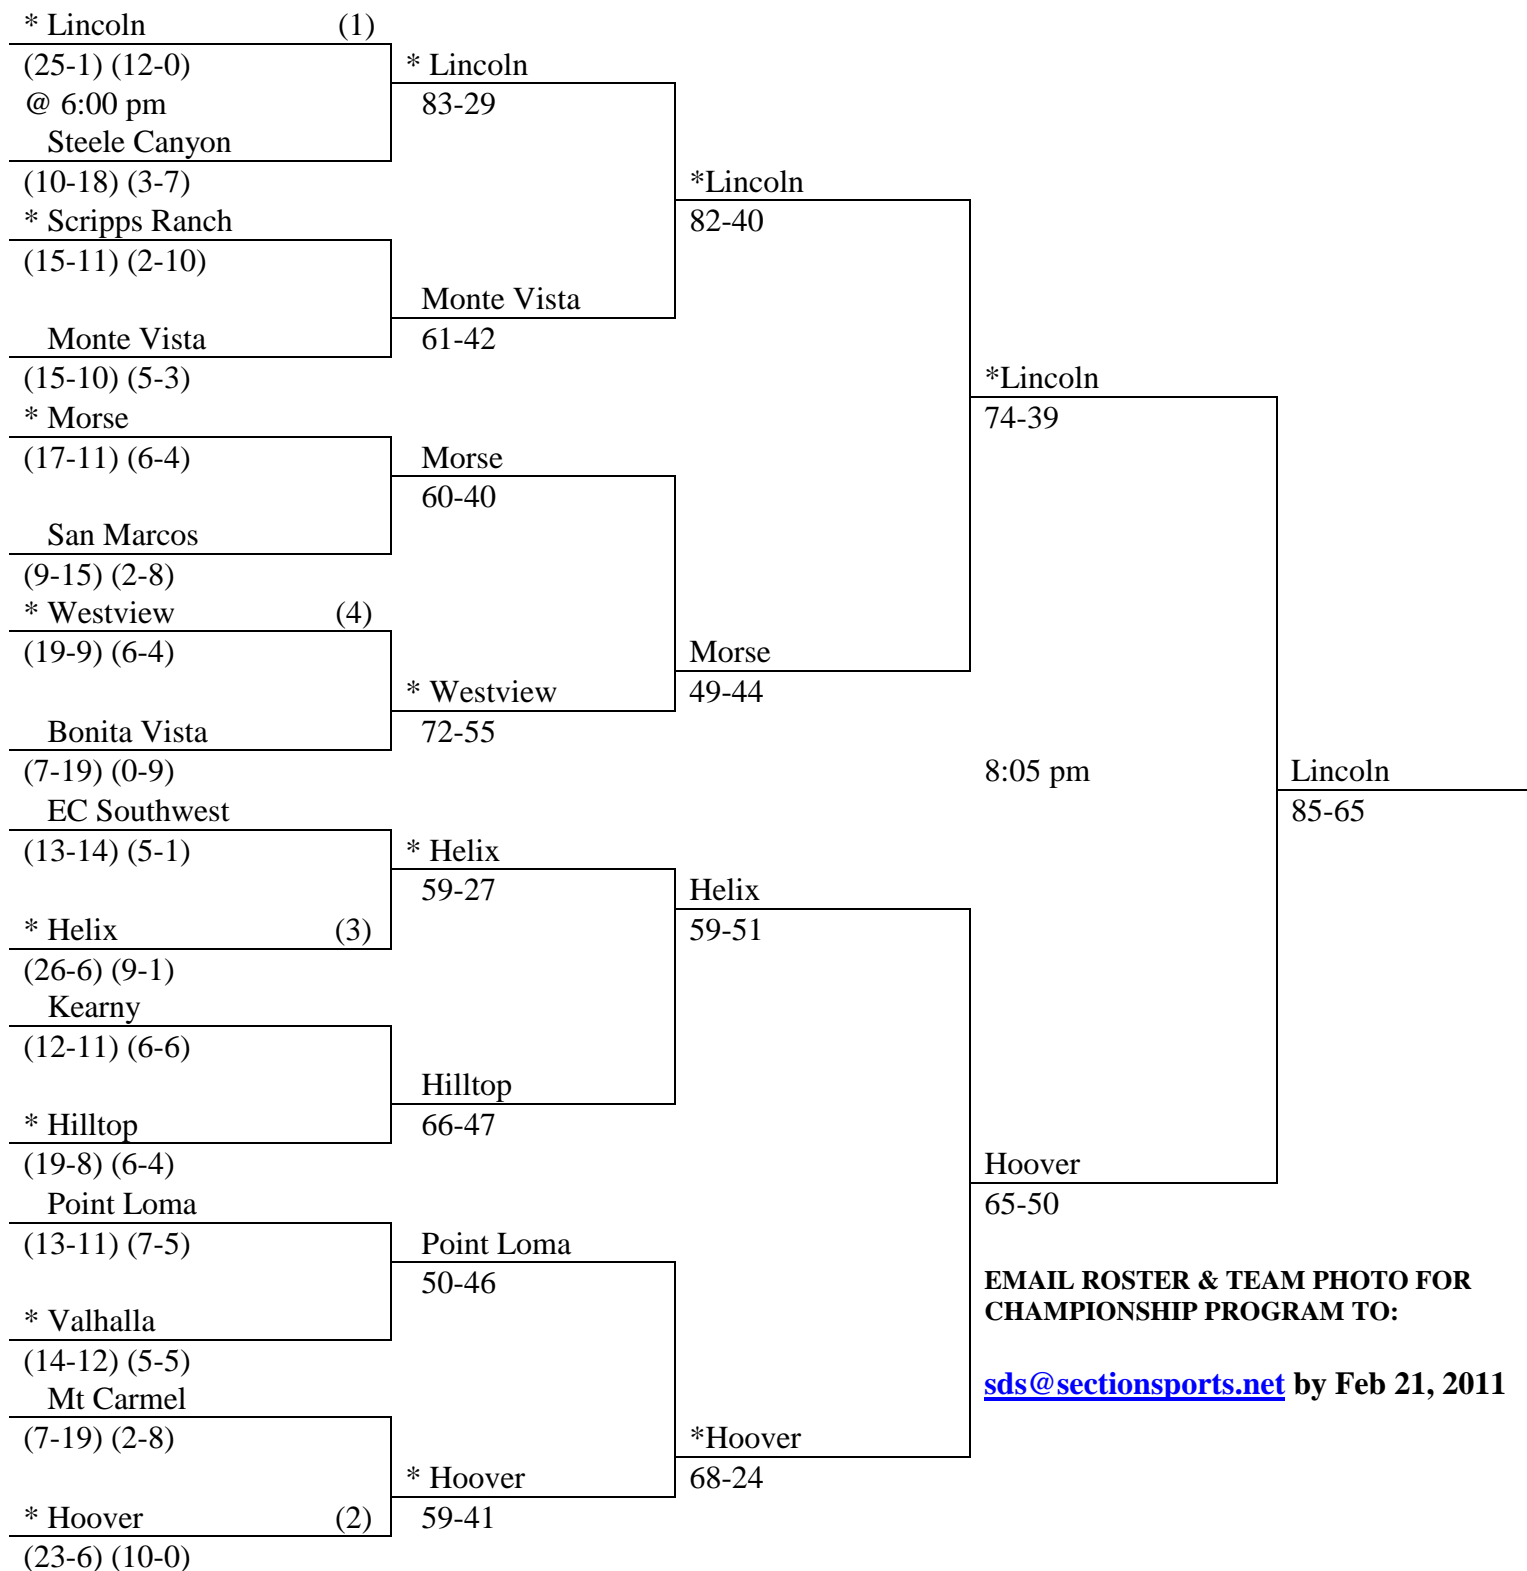 * Lincoln (1)
(25-1) (12-0)
@ 6:00 pm
Steele Canyon
(10-18) (3-7)
* Scripps Ranch
(15-11) (2-10)
Monte Vista
(15-10) (5-3)
* Morse
(17-11) (6-4)
San Marcos
(9-15) (2-8)
* Westview (4)
(19-9) (6-4)
Bonita Vista
(7-19) (0-9)
EC Southwest
(13-14) (5-1)
* Helix (3)
(26-6) (9-1)
Kearny
(12-11) (6-6)
* Hilltop
(19-8) (6-4)
Point Loma
(13-11) (7-5)
* Valhalla
(14-12) (5-5)
Mt Carmel
(7-19) (2-8)
* Hoover (2)
(23-6) (10-0)
* Lincoln
83-29
Monte Vista
61-42
Morse
60-40
* Westview
72-55
* Helix
59-27
Hilltop
66-47
Point Loma
50-46
* Hoover
59-41
*Lincoln
82-40
Morse
49-44
Helix
59-51
*Hoover
68-24
*Lincoln
74-39
8:05 pm
Hoover
65-50
Lincoln
85-65
EMAIL ROSTER & TEAM PHOTO FOR
CHAMPIONSHIP PROGRAM TO:
sds@sectionsports.net by Feb 21, 2011